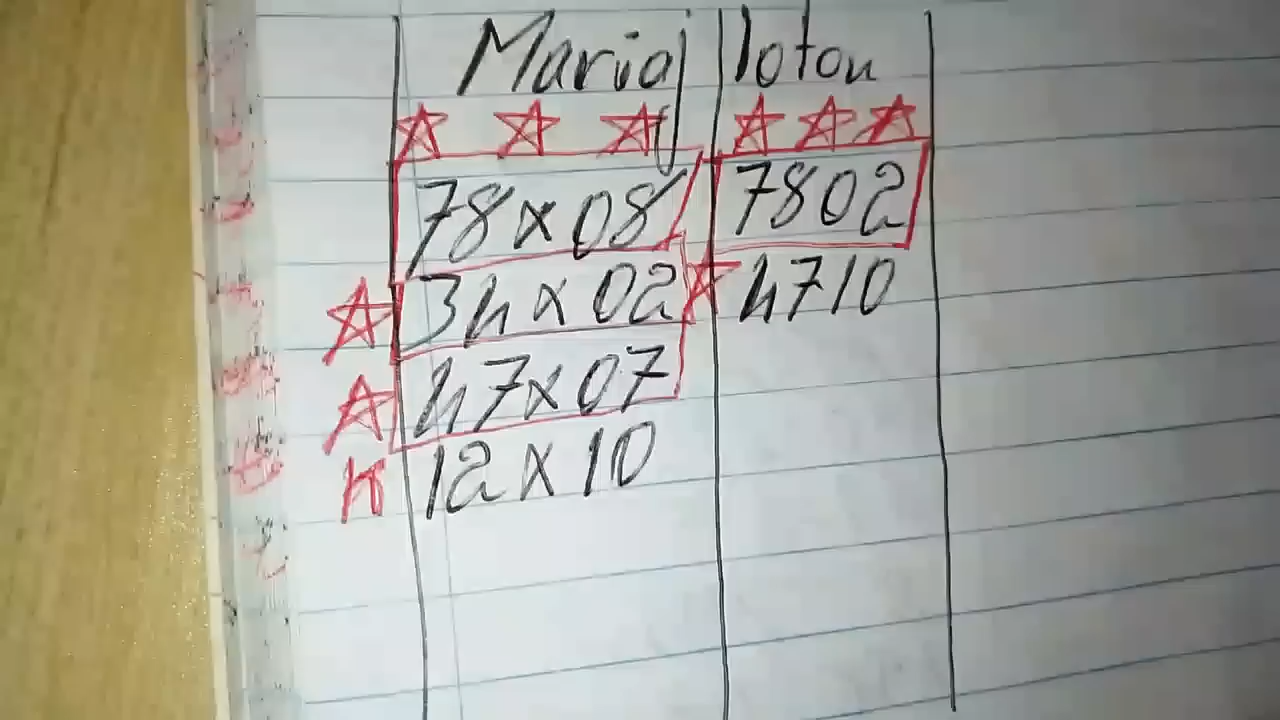 Mariaj lotou
78x08 7802
34x02 4710
47x07
12x10